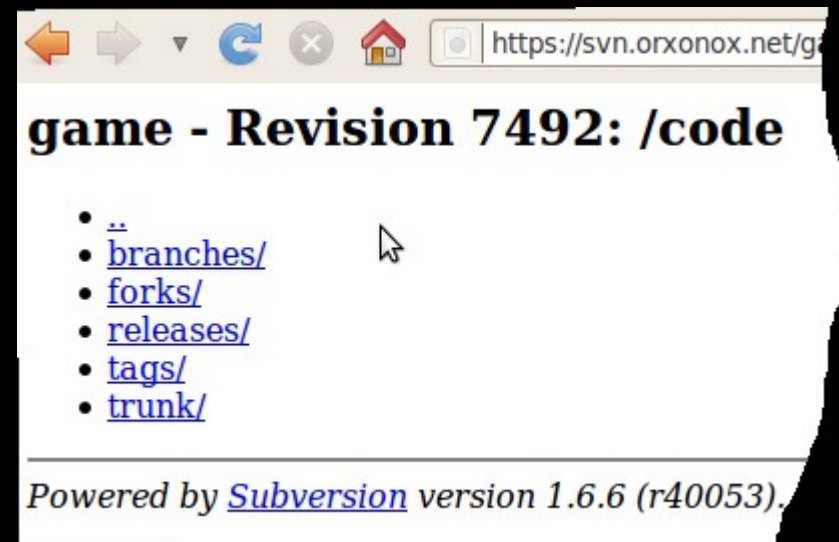 https://svn.orxonox.net/ga
game - Revision 7492: /code
..
branches/
forks/
releases/
tags/
trunk/
Powered by Subversion version 1.6.6 (r40053).